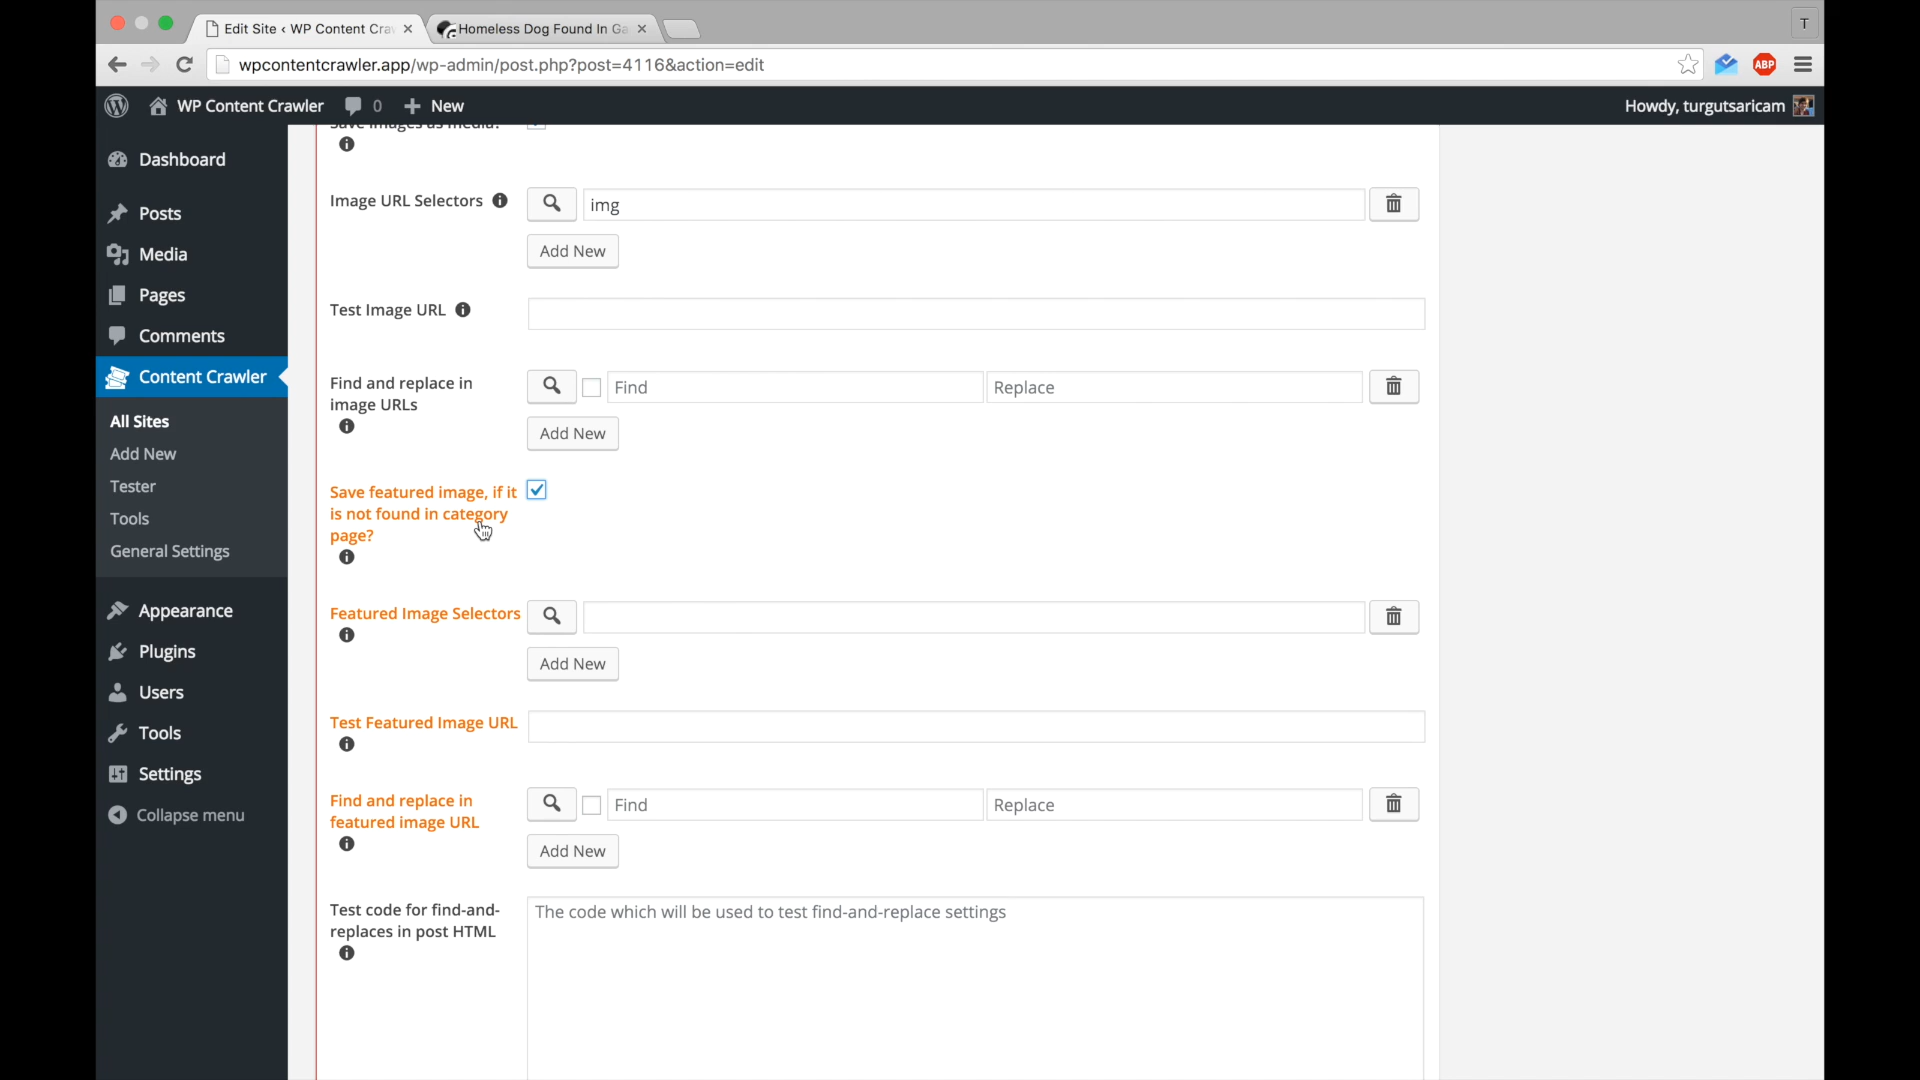 Edit Site ‹ WP Content Cra
Homeless Dog Found In Ga
T
wpcontentcrawler.app/wp-admin/post.php?post=4116&action=edit
ABP
WP Content Crawler
0
New
Howdy, turgutsaricam
Dashboard
Posts
Media
Pages
Comments
Content Crawler
All Sites
Add New
Tester
Tools
General Settings
Appearance
Plugins
Users
Tools
Settings
Collapse menu
Save images as media?
Image URL Selectors
img
Add New
Test Image URL
Find and replace in
image URLs
Find
Replace
Add New
Save featured image, if it
is not found in category
page?
Featured Image Selectors
Add New
Test Featured Image URL
Find and replace in
featured image URL
Find
Replace
Add New
Test code for find-and-
replaces in post HTML
The code which will be used to test find-and-replace settings